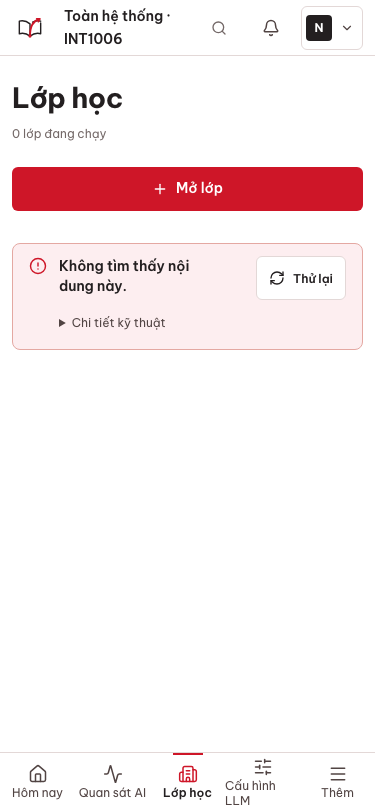 Toàn hệ thống ·
INT1006
N
Lớp học
0 lớp đang chạy
Mở lớp
Không tìm thấy nội
dung này.
Thử lại
Chi tiết kỹ thuật
Hôm nay
Quan sát AI
Lớp học
Cấu hình
LLM
Thêm